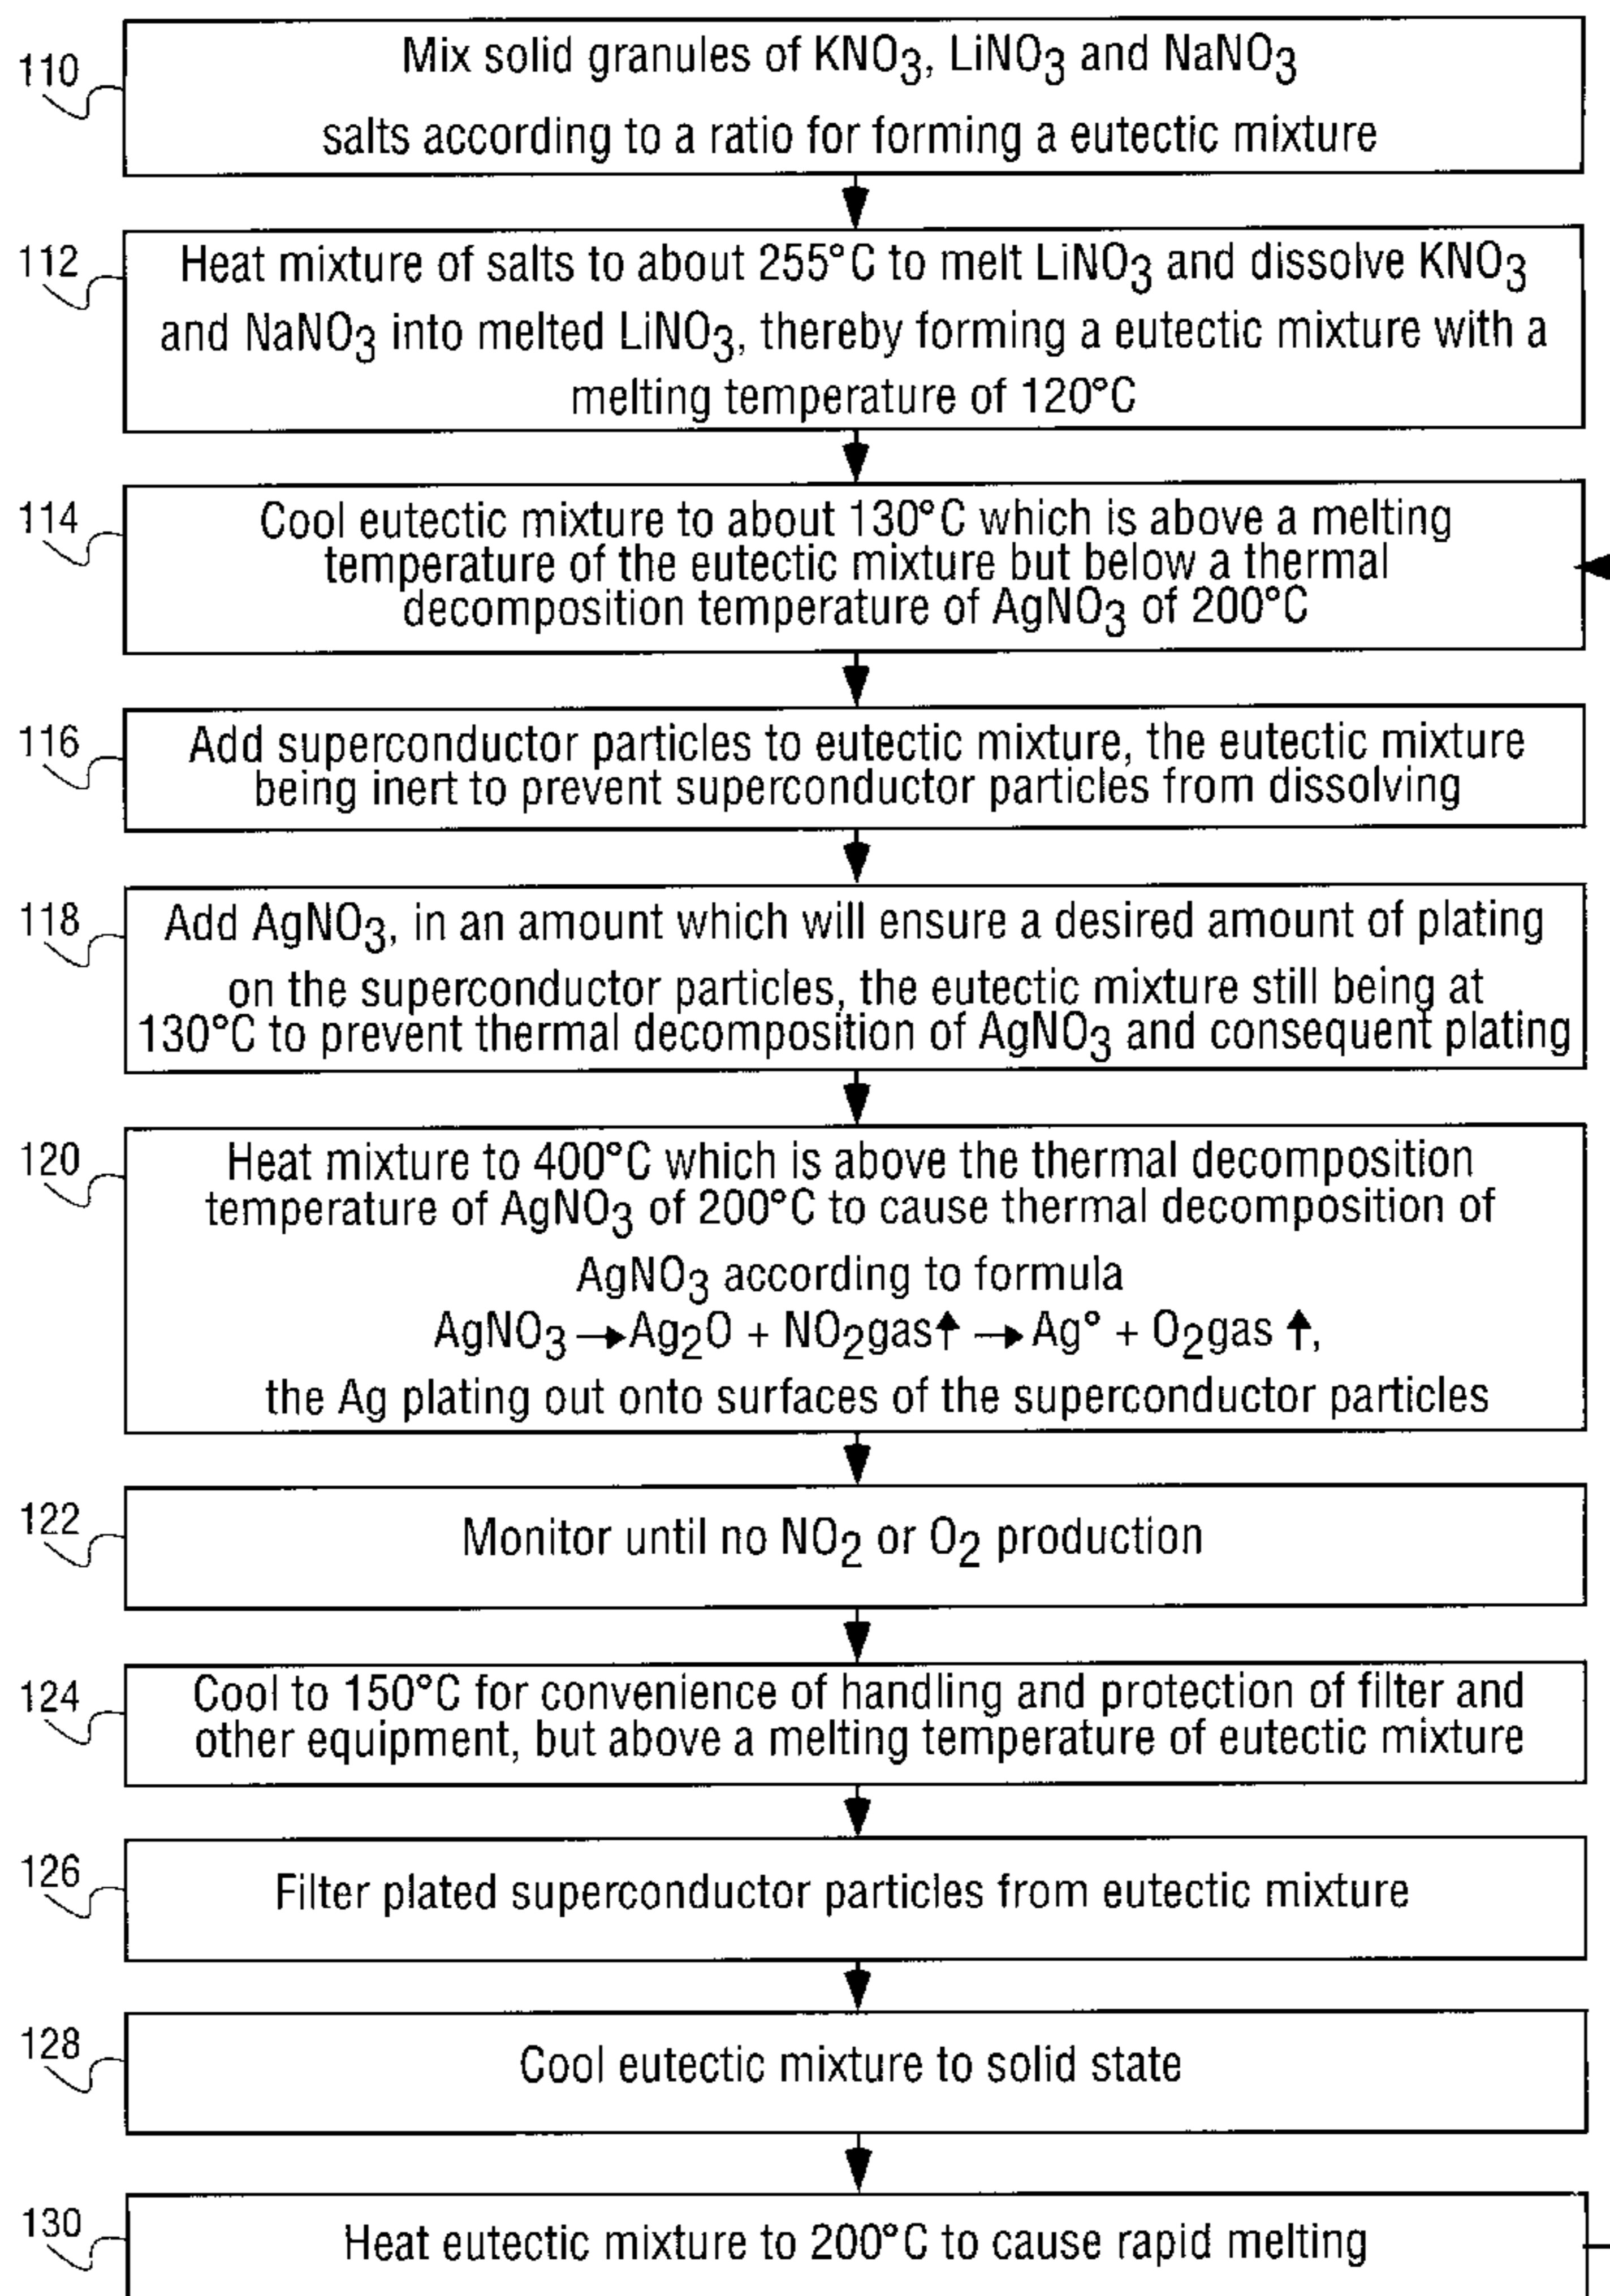 110
Mix solid granules of KNO3, LiNO3 and NaNO3
salts according to a ratio for forming a eutectic mixture
112
Heat mixture of salts to about 255°C to melt LiNO3 and dissolve KNO3
and NaNO3 into melted LiNO3, thereby forming a eutectic mixture with a
melting temperature of 120°C
114
Cool eutectic mixture to about 130°C which is above a melting
temperature of the eutectic mixture but below a thermal
decomposition temperature of AgNO3 of 200°C
116
Add superconductor particles to eutectic mixture, the eutectic mixture
being inert to prevent superconductor particles from dissolving
118
Add AgNO3, in an amount which will ensure a desired amount of plating
on the superconductor particles, the eutectic mixture still being at
130°C to prevent thermal decomposition of AgNO3 and consequent plating
120
Heat mixture to 400°C which is above the thermal decomposition
temperature of AgNO3 of 200°C to cause thermal decomposition of
AgNO3 according to formula
AgNO3 → Ag2O + NO2gas↑ → Ag° + O2gas ↑,
the Ag plating out onto surfaces of the superconductor particles
122
Monitor until no NO2 or O2 production
124
Cool to 150°C for convenience of handling and protection of filter and
other equipment, but above a melting temperature of eutectic mixture
126
Filter plated superconductor particles from eutectic mixture
128
Cool eutectic mixture to solid state
130
Heat eutectic mixture to 200°C to cause rapid melting